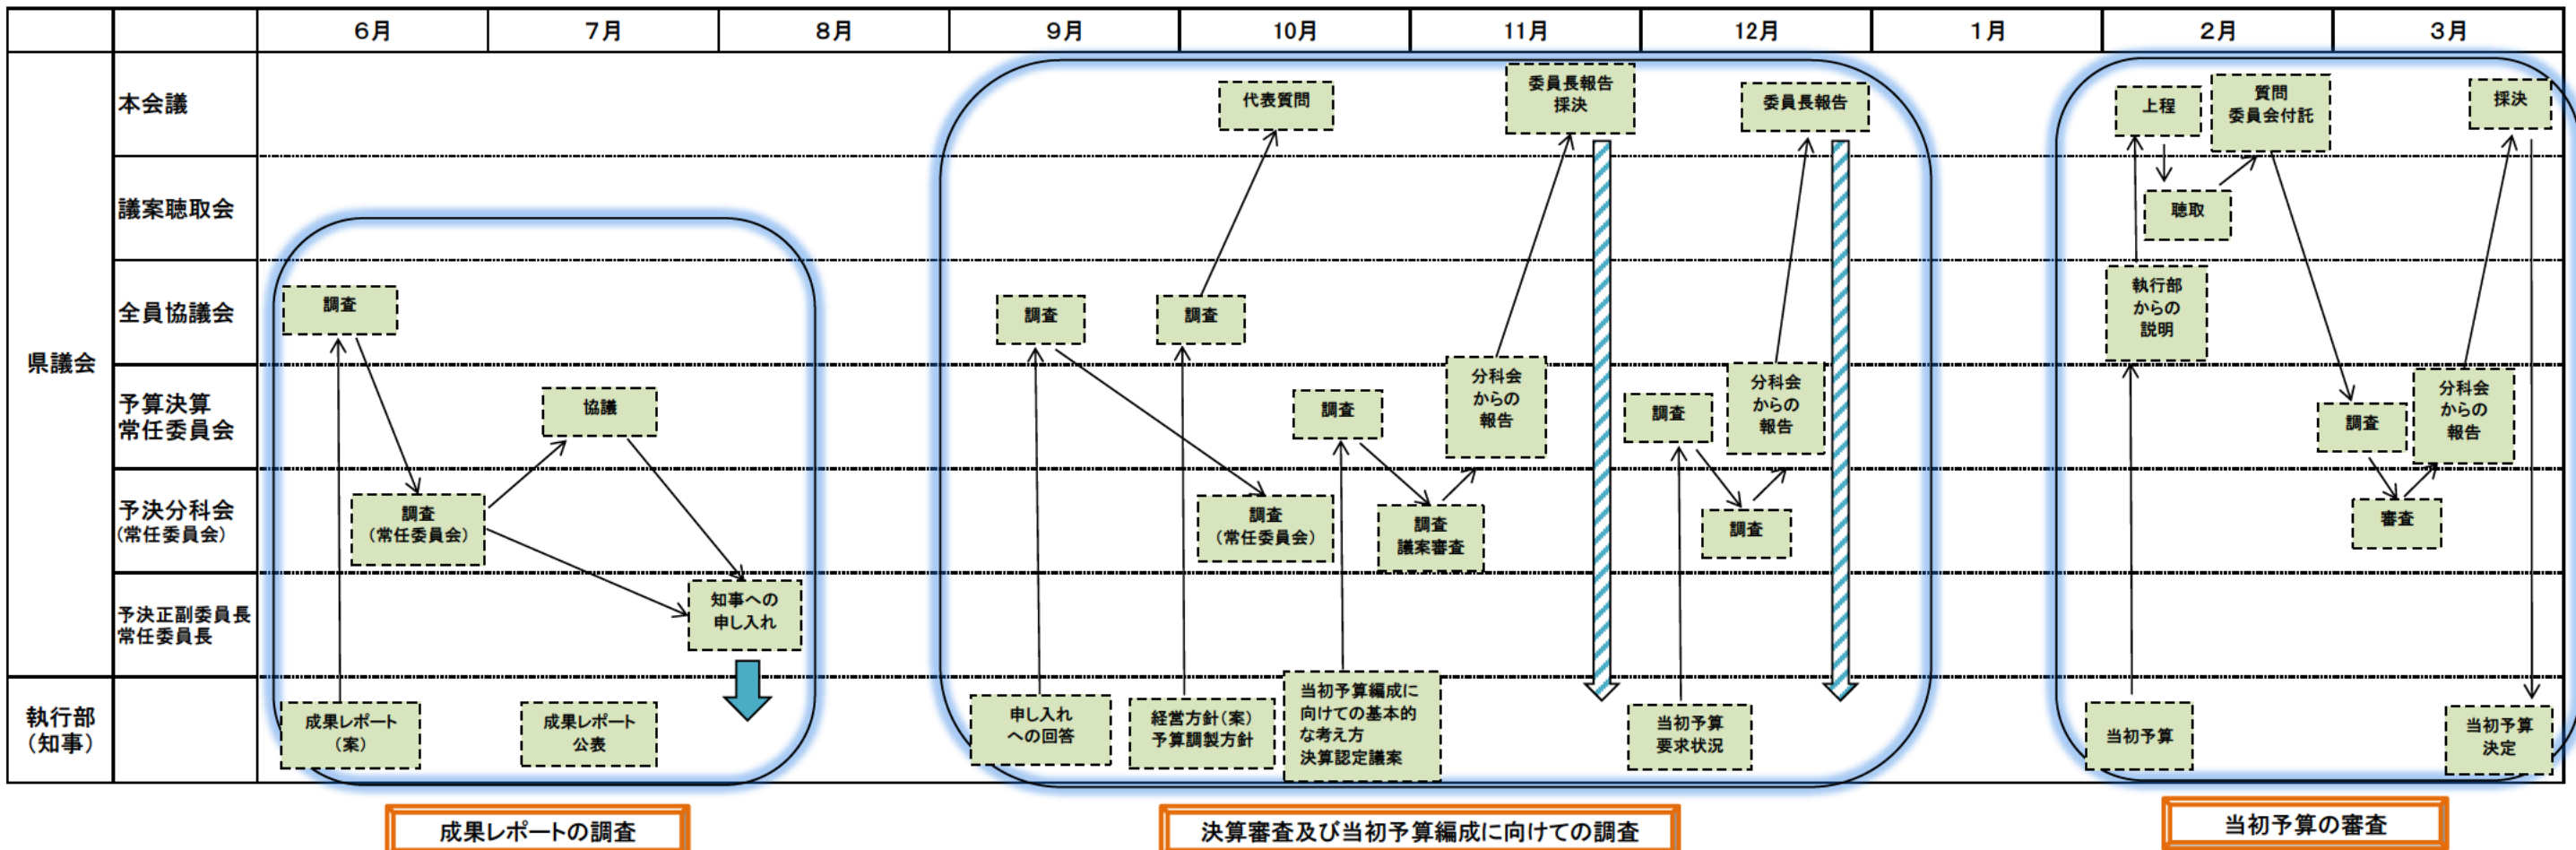 6月
7月
8月
9月
10月
11月
12月
1月
2月
3月
県議会
本会議
代表質問
委員長報告
採決
委員長報告
上程
質問
委員会付託
採決
議案聴取会
聴取
全員協議会
調査
調査
調査
執行部
からの
説明
予算決算
常任委員会
協議
調査
分科会
からの
報告
調査
分科会
からの
報告
調査
分科会
からの
報告
予決分科会
(常任委員会)
調査
(常任委員会)
調査
(常任委員会)
調査
議案審査
調査
審査
予決正副委員長
常任委員長
知事への
申し入れ
執行部
(知事)
成果レポート
(案)
成果レポート
公表
申し入れ
への回答
経営方針(案)
予算調製方針
当初予算編成に
向けての基本的
な考え方
決算認定議案
当初予算
要求状況
当初予算
当初予算
決定
成果レポートの調査
決算審査及び当初予算編成に向けての調査
当初予算の審査